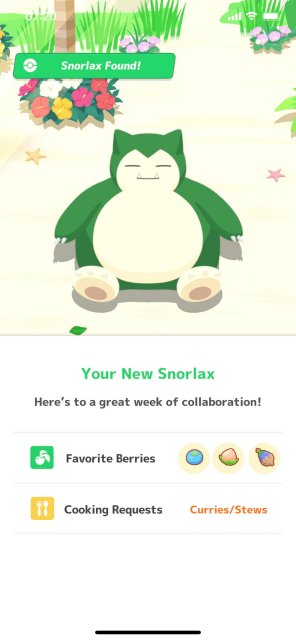 Snorlax Found!
Your New Snorlax
Here's to a great week of collaboration!
Favorite Berries
Cooking Requests
Curries/Stews